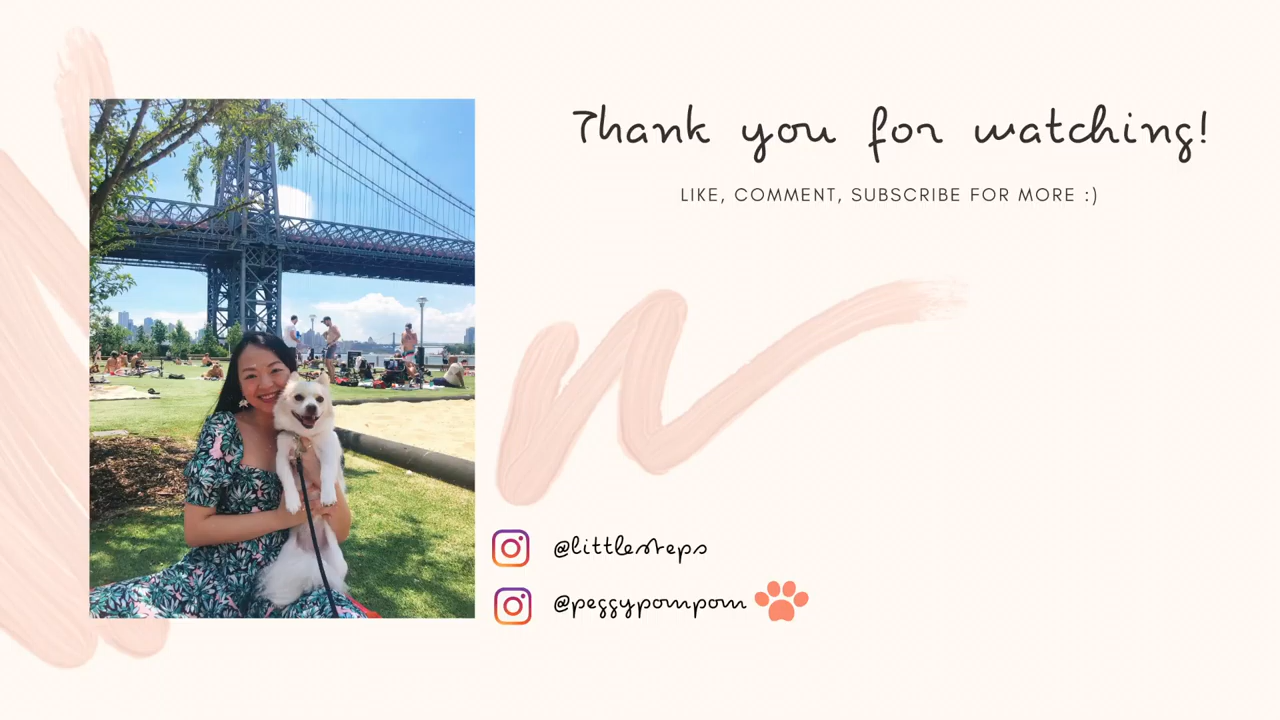 Thank you for watching!
LIKE, COMMENT, SUBSCRIBE FOR MORE :)
@littlesteps
@peggypompom